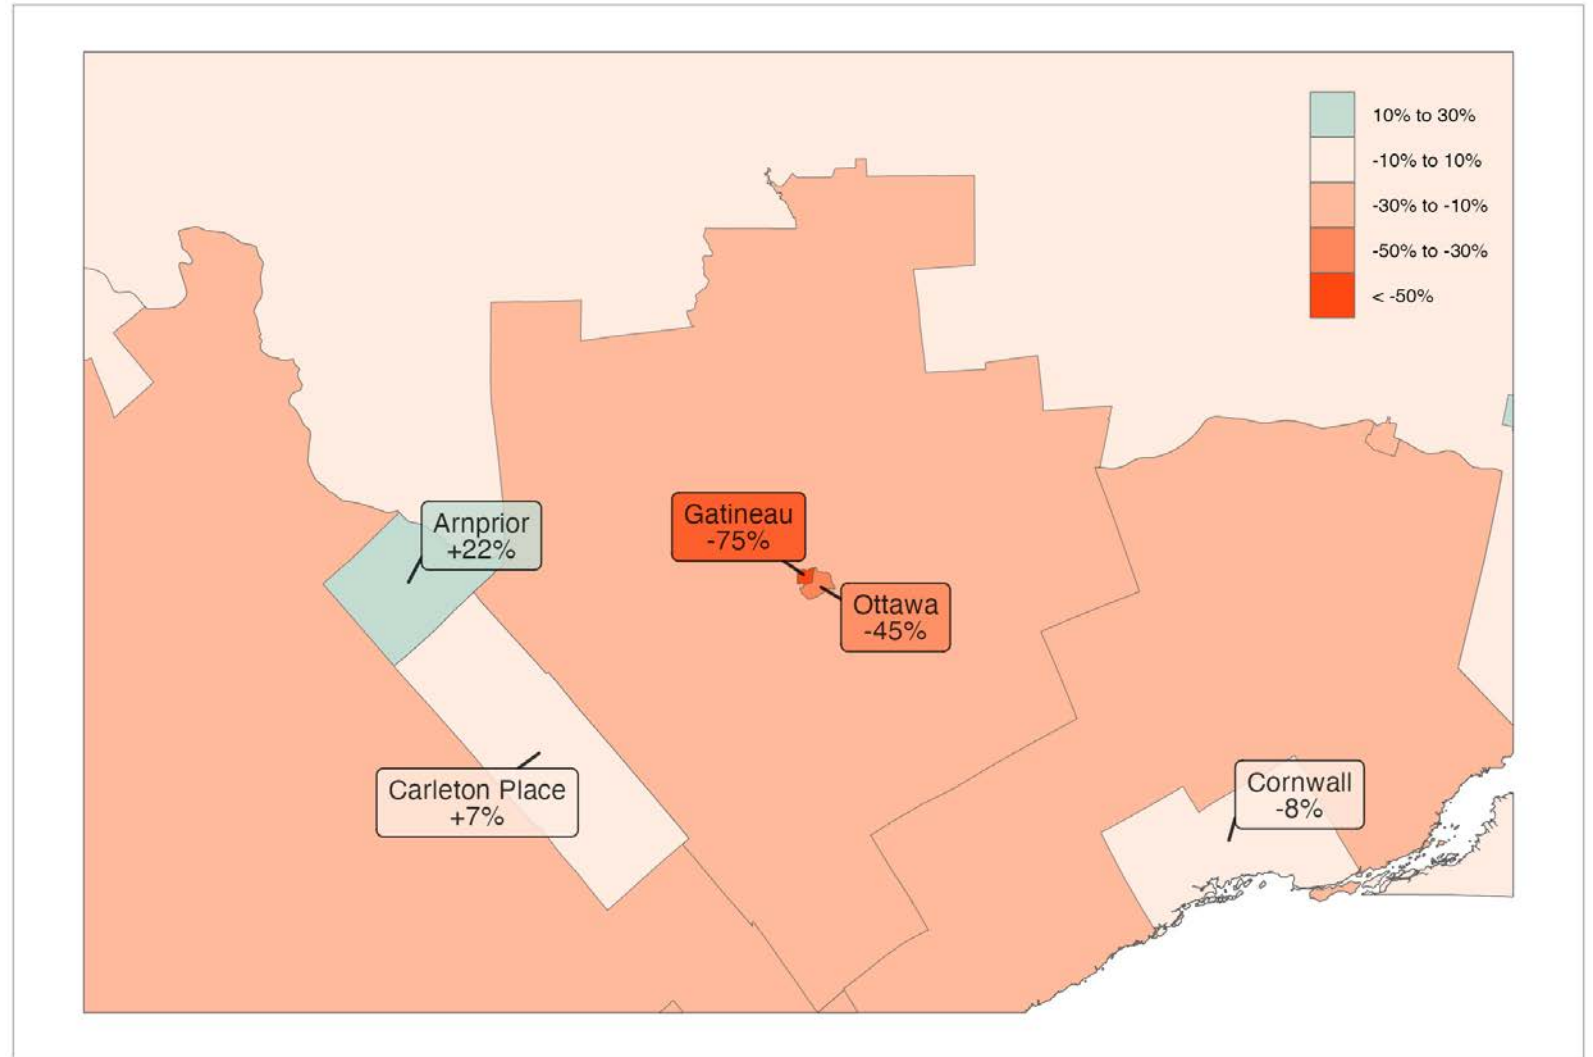 10% to 30%
-10% to 10%
-30% to -10%
-50% to -30%
< -50%
Arnprior
+22%
Gatineau
-75%
Ottawa
-45%
Carleton Place
+7%
Cornwall
-8%